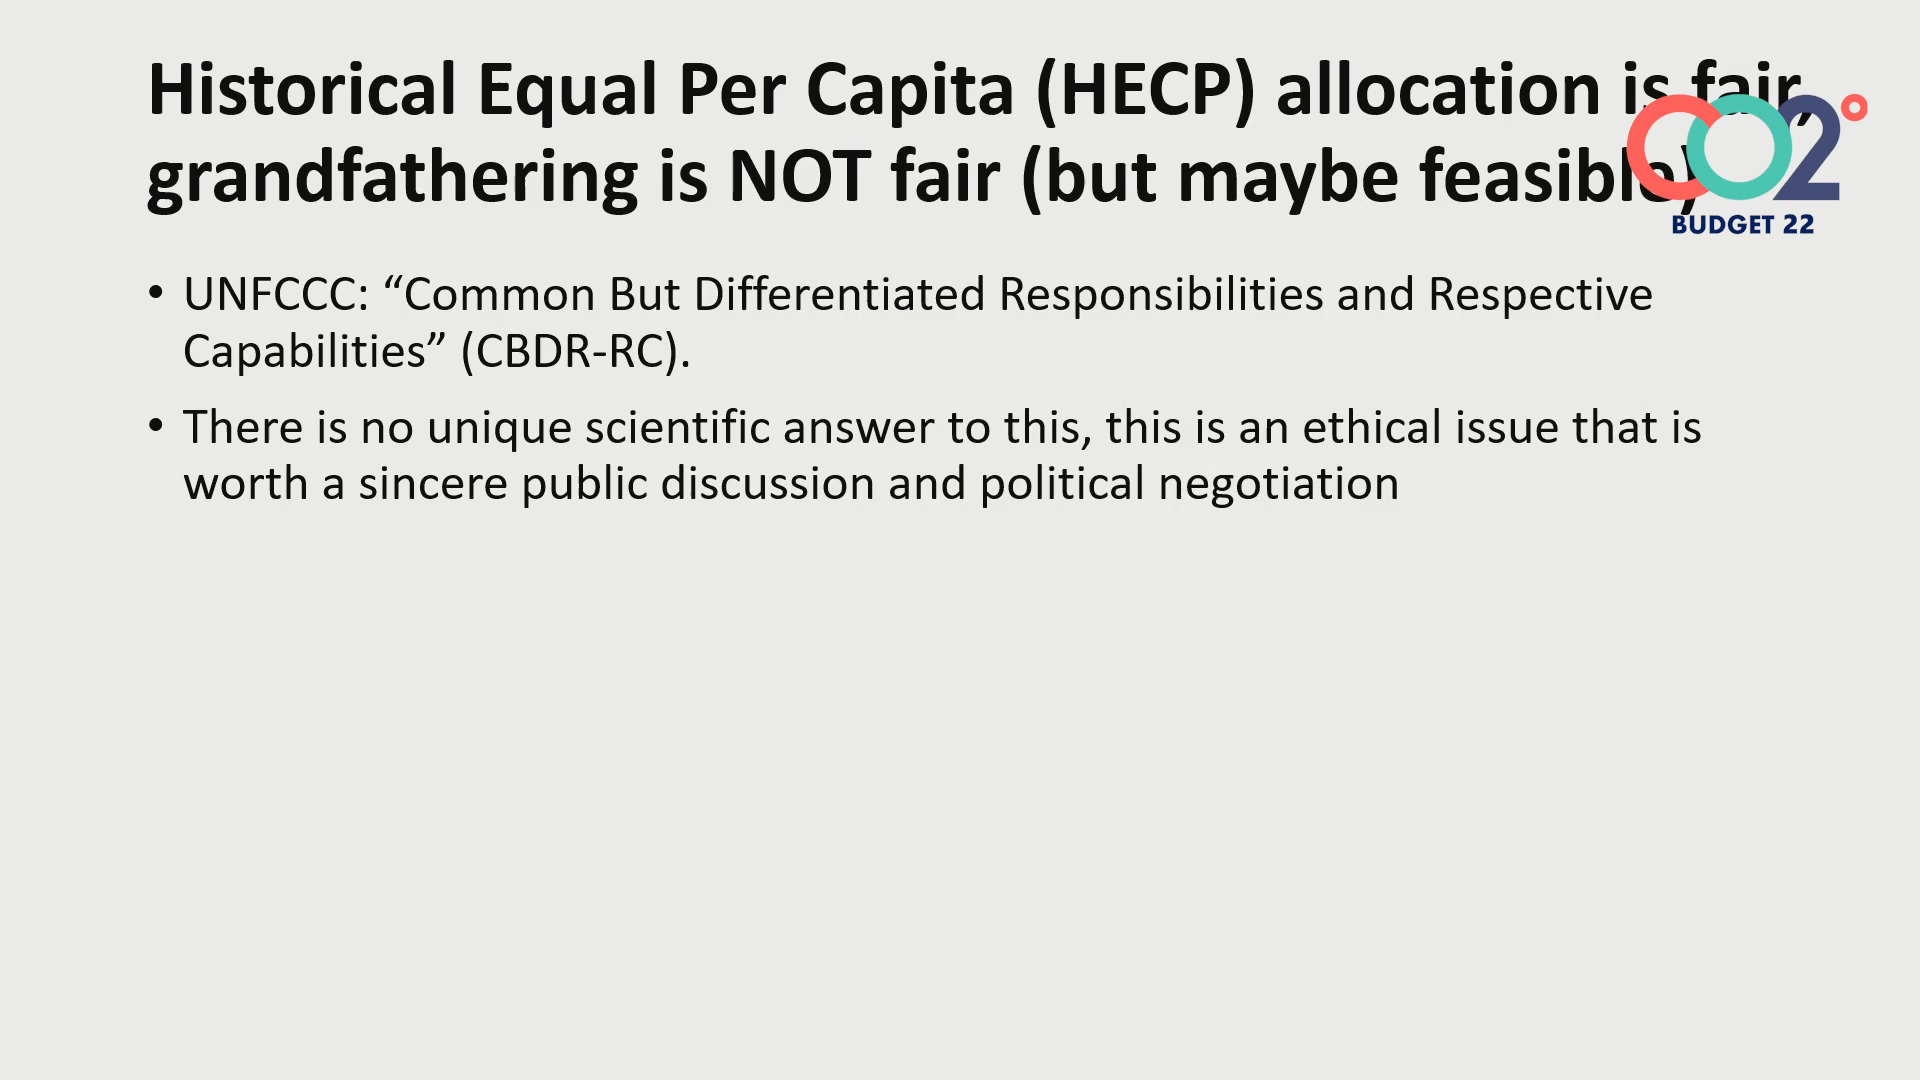 Historical Equal Per Capita (HECP) allocation is fair,
grandfathering is NOT fair (but maybe feasible)
CO2°
BUDGET 22
• UNFCCC: “Common But Differentiated Responsibilities and Respective
Capabilities” (CBDR-RC).
• There is no unique scientific answer to this, this is an ethical issue that is
worth a sincere public discussion and political negotiation